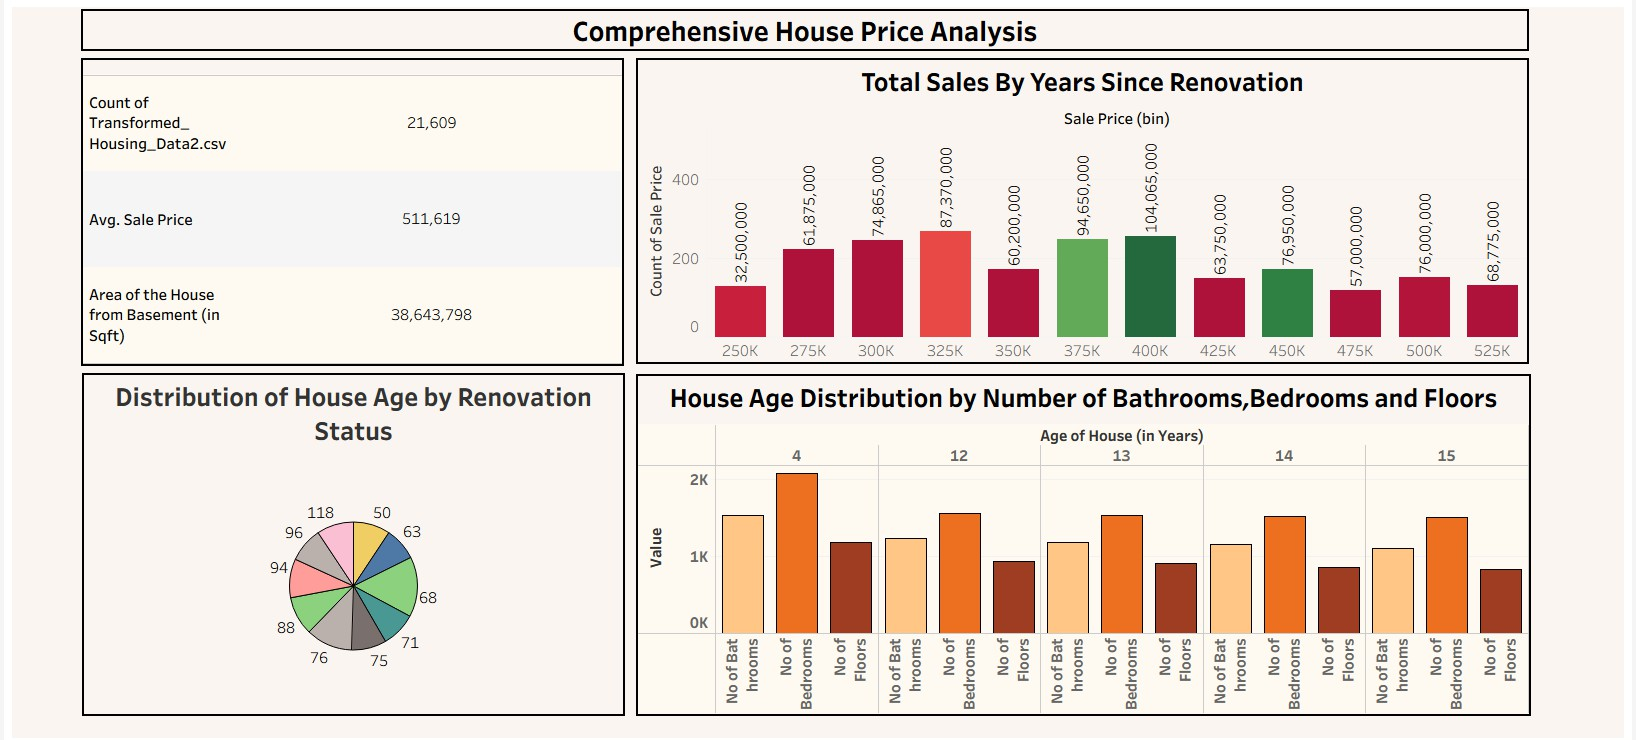 Comprehensive House Price Analysis
Count of
Transformed_
Housing_Data2.csv
21,609
Avg. Sale Price
511,619
Area of the House
from Basement (in
Sqft)
38,643,798
Total Sales By Years Since Renovation
Sale Price (bin)
Count of Sale Price
400
200
0
32,500,000
61,875,000
74,865,000
87,370,000
60,200,000
94,650,000
104,065,000
63,750,000
76,950,000
57,000,000
76,000,000
68,775,000
250K 275K 300K 325K 350K 375K 400K 425K 450K 475K 500K 525K
Distribution of House Age by Renovation
Status
118
50
96
63
94
68
88
71
76
75
House Age Distribution by Number of Bathrooms,Bedrooms and Floors
Age of House (in Years)
4 12 13 14 15
Value
2K
1K
0K
No of Bat
hrooms
No of
Bedrooms
No of
Floors
No of Bat
hrooms
No of
Bedrooms
No of
Floors
No of Bat
hrooms
No of
Bedrooms
No of
Floors
No of Bat
hrooms
No of
Bedrooms
No of
Floors
No of Bat
hrooms
No of
Bedrooms
No of
Floors